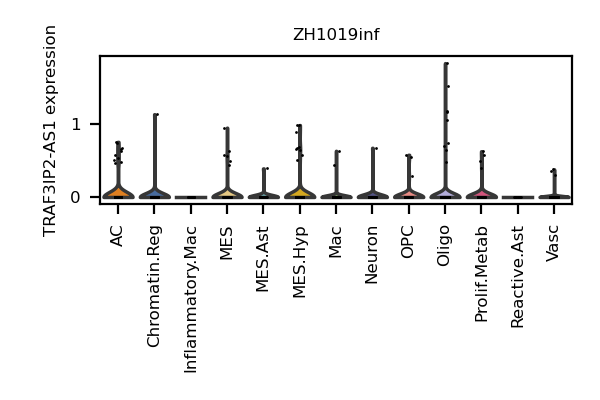 ZH1019inf
TRAF3IP2-AS1 expression
1
0
AC
Chromatin.Reg
Inflammatory.Mac
MES
MES.Ast
MES.Hyp
Mac
Neuron
OPC
Oligo
Prolif.Metab
Reactive.Ast
Vasc